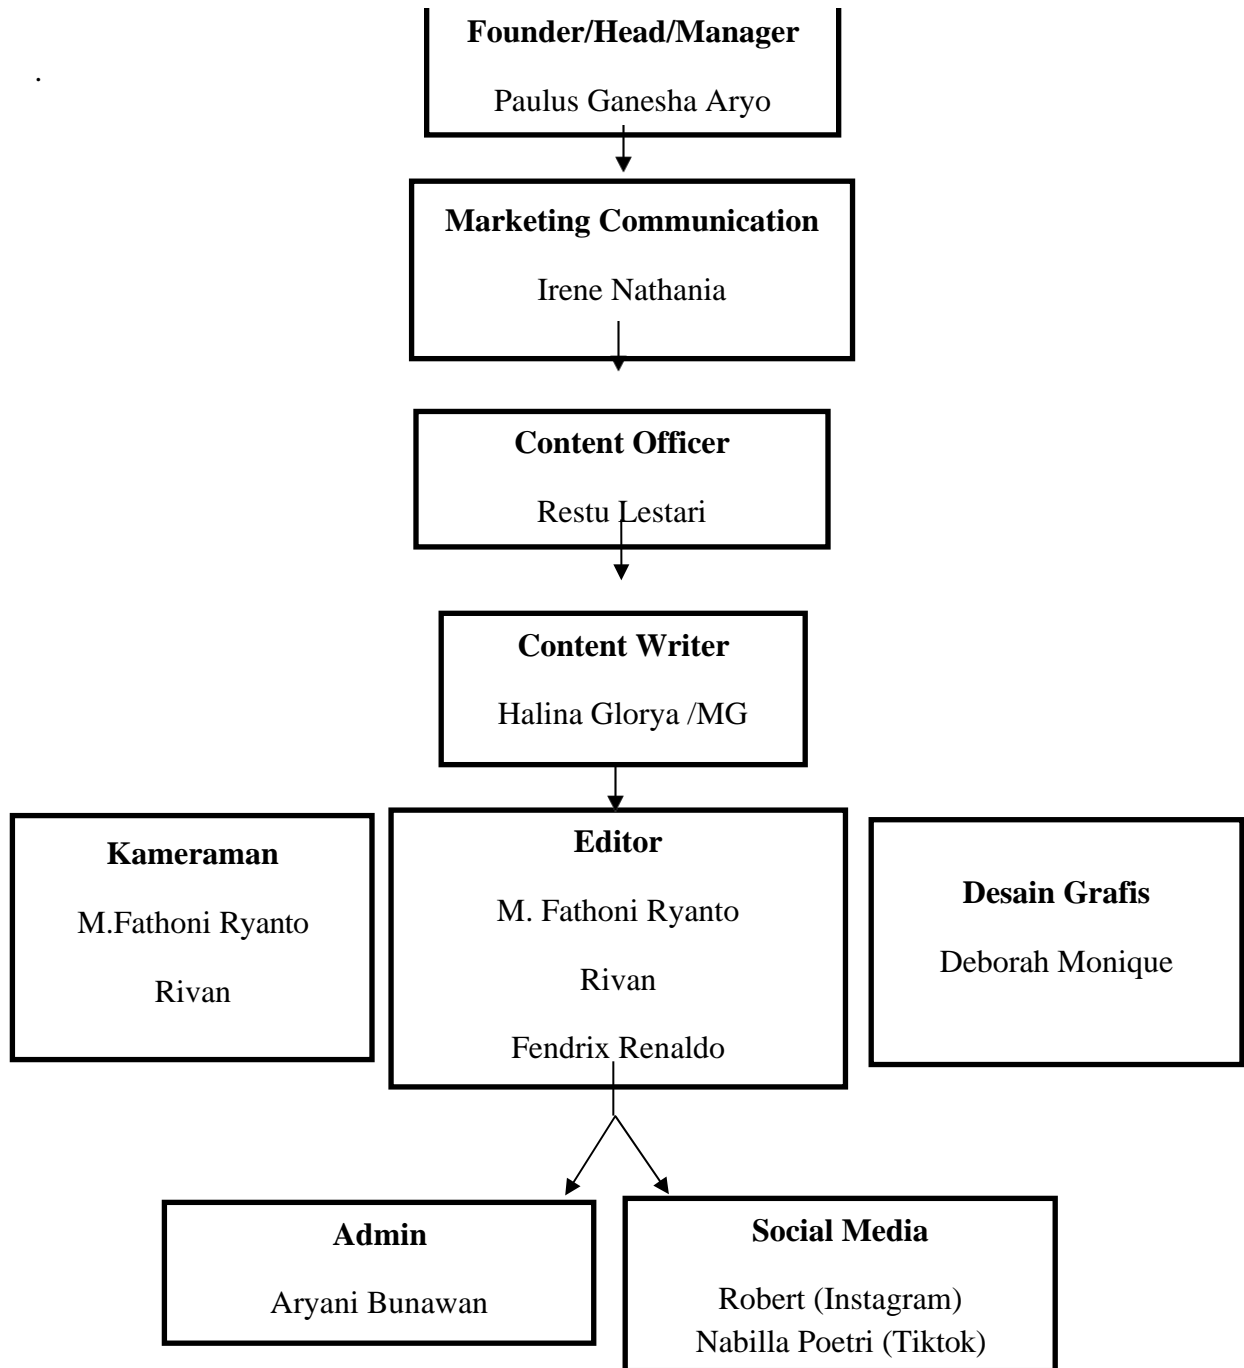 Founder/Head/Manager
.
Paulus Ganesha Aryo
Marketing Communication
Irene Nathania
Content Officer
Restu Lestari
Content Writer
Halina Glorya /MG
Kameraman
M.Fathoni Ryanto
Rivan
Editor
M. Fathoni Ryanto
Rivan
Fendrix Renaldo
Desain Grafis
Deborah Monique
Admin
Aryani Bunawan
Social Media
Robert (Instagram)
Nabilla Poetri (Tiktok)